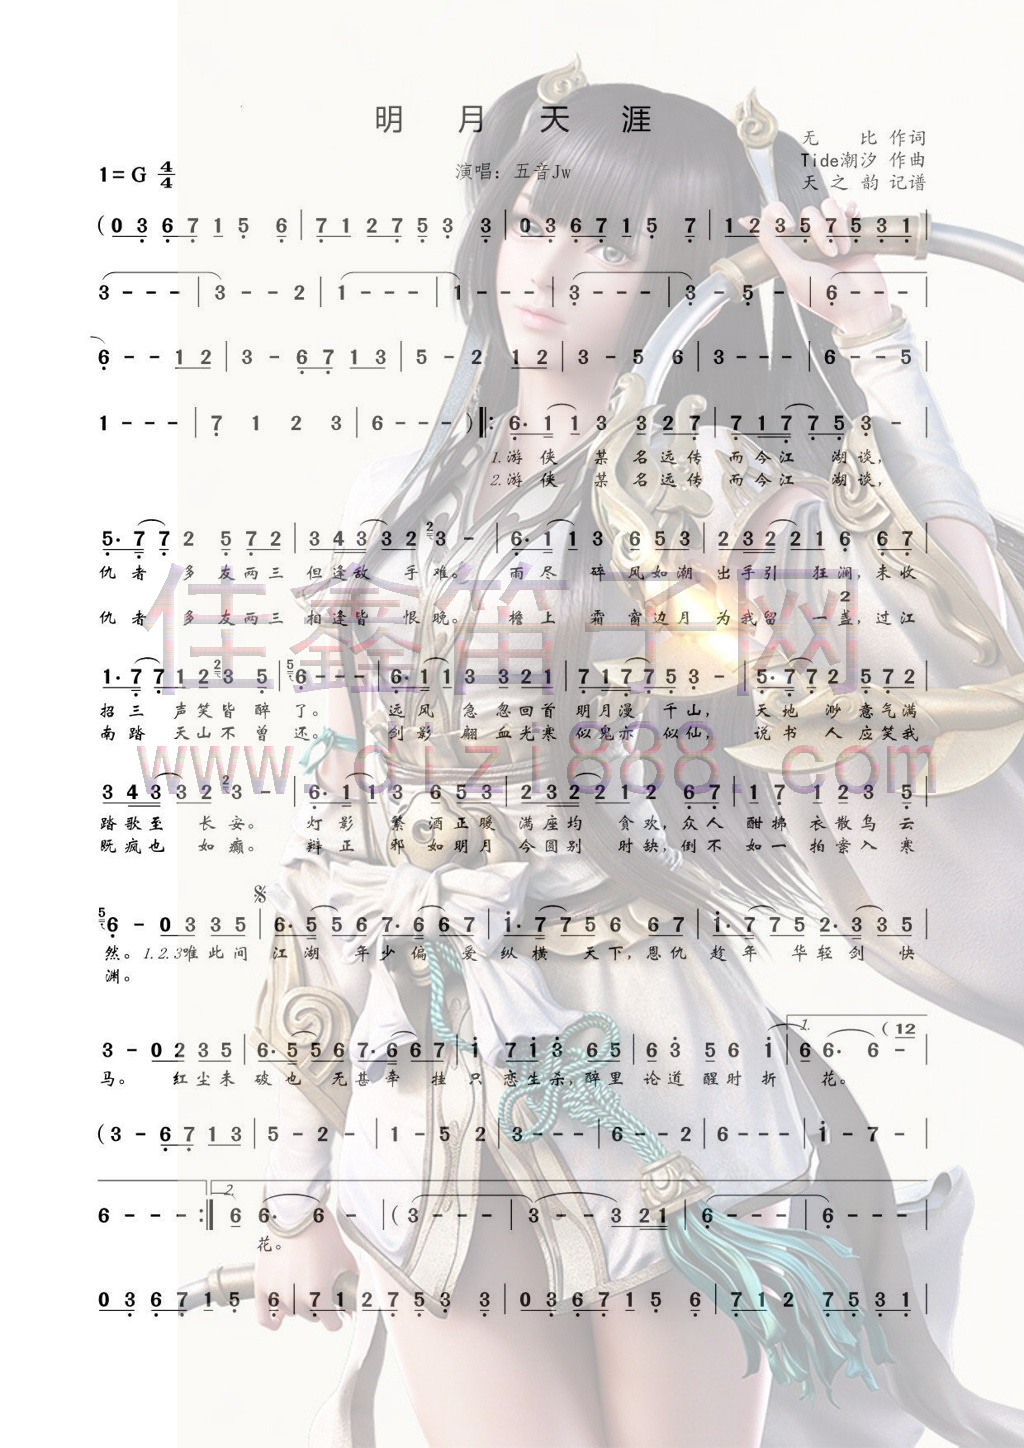 明 月 天 涯
无 比 作词
1=G 4/4
演唱：五音Jw
Tide潮汐 作曲
天 之 韵 记谱
(0 3 6 7 1 5 6 | 7 1 2 7 5 3 3 | 0 3 6 7 1 5 7 | 1 2 3 5 7 5 3 1 |
3 - - - | 3 - - 2 | 1 - - - | 1 - - - | 3 - - - | 3 - 5 - | 6 - - - |
6 - - 1 2 | 3 - 6 7 1 3 | 5 - 2 1 2 | 3 - 5 6 | 3 - - - | 6 - - 5 |
1 - - - | 7 1 2 3 | 6 - - - ) ‖: 6· 1 1 3 3 2 7 | 7 1 7 7 5 3 - |
1.游 侠 某 名 远 传 而 今 江 湖 谈，
2.游 侠 某 名 远 传 而 今 江 湖 谈，
5· 7 7 2 5 7 2 | 3 4 3 3 2 2 3 - | 6· 1 1 3 6 5 3 | 2 3 2 2 1 6 6 7 |
仇 者 多 友 两 三 但 逢 敌 手 难。 雨 尽 碎 风 如 潮 出 手 引 狂 涧，未 收
2
仇 者 多 友 两 三 相 逢 皆 恨 晚。 檐 上 霜 窗 边 月 为 我 留 一 盏，过 江
1· 7 7 1 2 2 3 5 | 5 6 - - - | 6· 1 1 3 1 2 1 | 7 1 7 7 5 3 - | 5· 7 7 2 5 7 2 |
招 三 声 笑 皆 醉 了。 远 风 急 忽 回 首 明 月 漫 千 山， 天 地 渺 意 气 满
南 踏 天 山 不 曾 还。 剑 影 翩 血 光 寒 似 鬼 亦 似 仙， 说 书 人 应 笑 我
任鑫笛子网
www.dizi888.com
3 4 3 3 2 2 3 - | 6· 1 1 3 6 5 3 | 2 3 2 2 1 2 6 7 | 1 7 1 2 3 5 |
踏 歌 至 长 安。 灯 影 繁 酒 正 暖 满 座 均 贪 欢，众 人 酣 拂 衣 散 乌 云
既 疯 也 如 癫。 辩 正 邪 如 明 月 今 圆 别 时 缺，倒 不 如 一 拍 案 入 寒
5 6 - 0 3 3 3 5 | 6· 5 5 6 7· 6 6 7 | 1· 7 7 5 6 6 7 | 1· 7 7 5 2· 3 3 5 |
然。1.2.3唯 此 间 江 湖 年 少 偏 爱 纵 横 天 下，恩 仇 趁 年 华 轻 剑 快
渊。
3 - 0 2 3 5 | 6· 5 5 6 7· 6 6 7 | 1 7 1 3 6 5 | 6 3 5 6 1 | 1. 6 6· 6 - (12
马。 红 尘 未 破 也 无 甚 牵 挂 只 恋 生 杀，醉 里 论 道 醒 时 折 花。
(3 - 6 7 1 3 | 5 - 2 - | 1 - 5 2 | 3 - - - | 6 - - 2 | 6 - - - | 1 - 7 - |
6 - - - :‖ 2. 6 6· 6 - | (3 - - - | 3 - - 3 2 1 | 6 - - - | 6 - - - |
花。
0 3 6 7 1 5 6 | 7 1 2 7 5 3 3 | 0 3 6 7 1 5 6 | 7 1 2 7 5 3 1 |